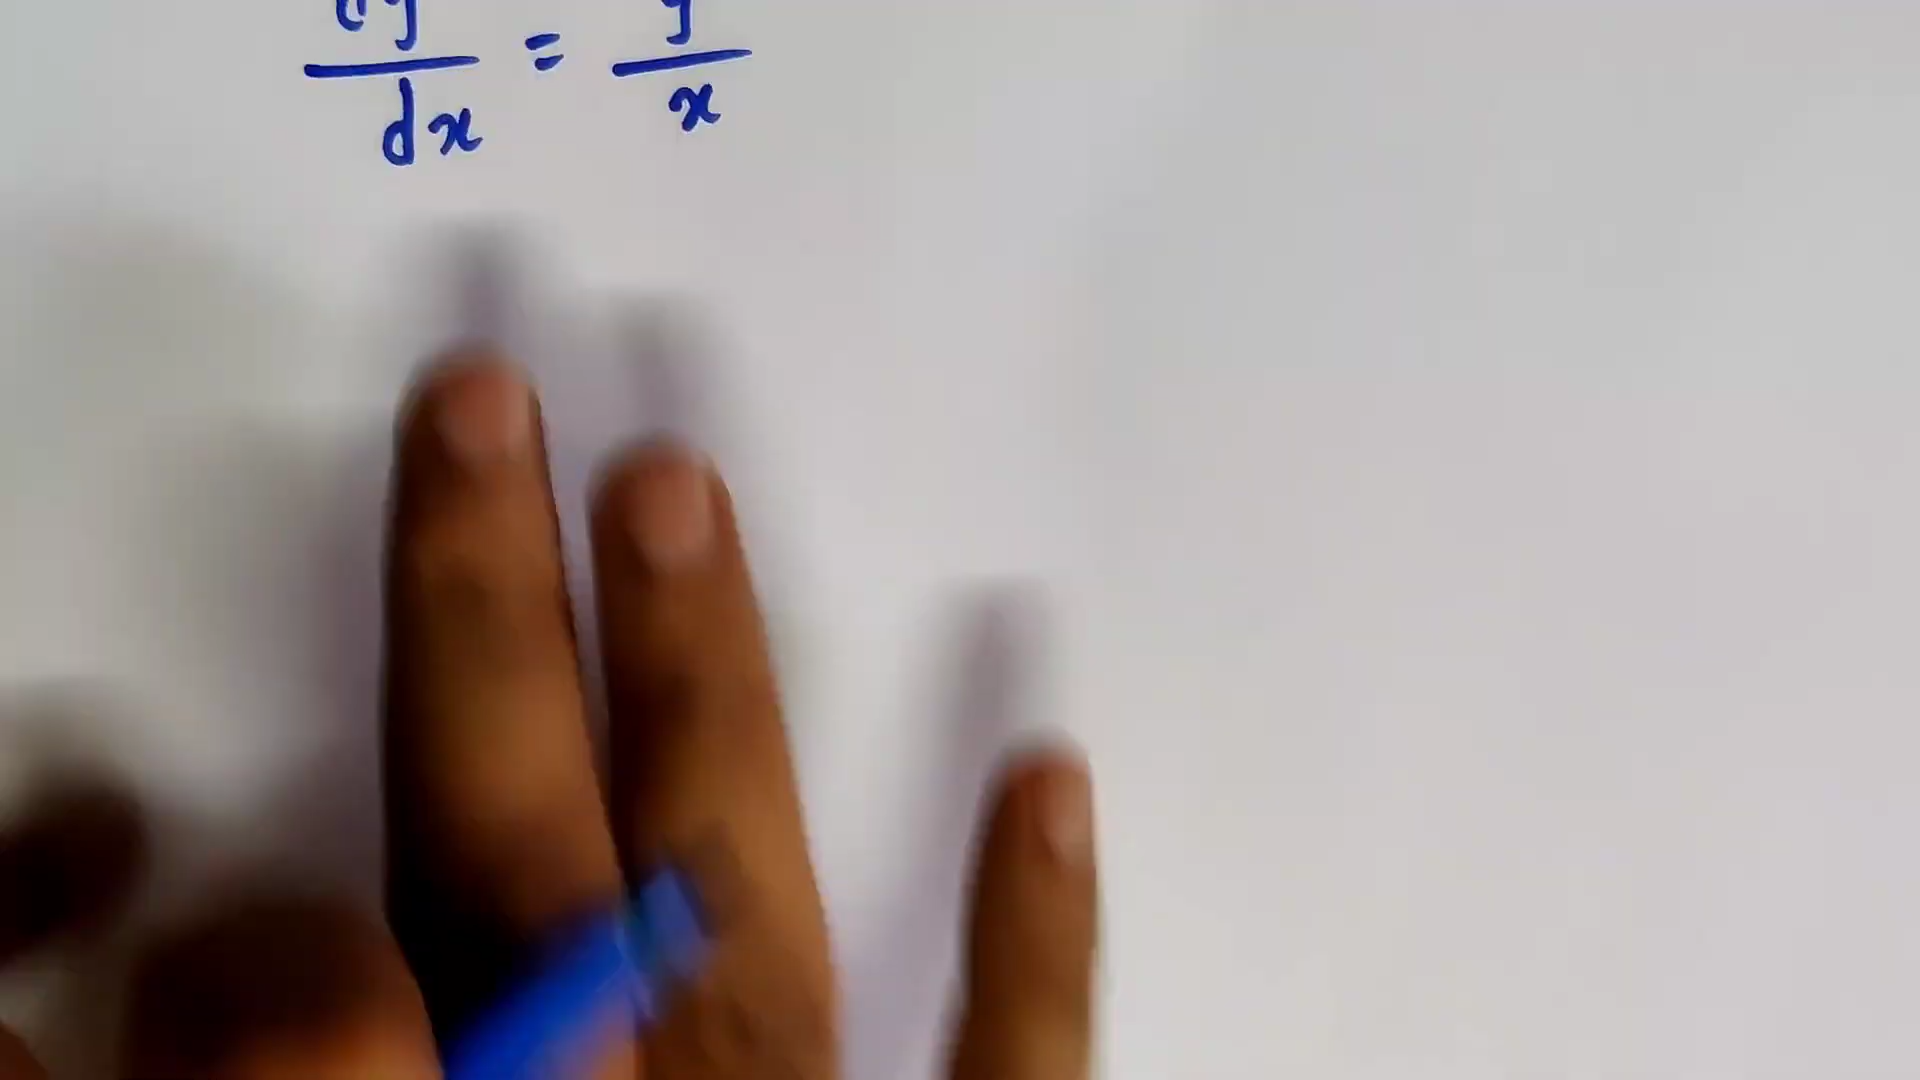 dy/dx = y/x